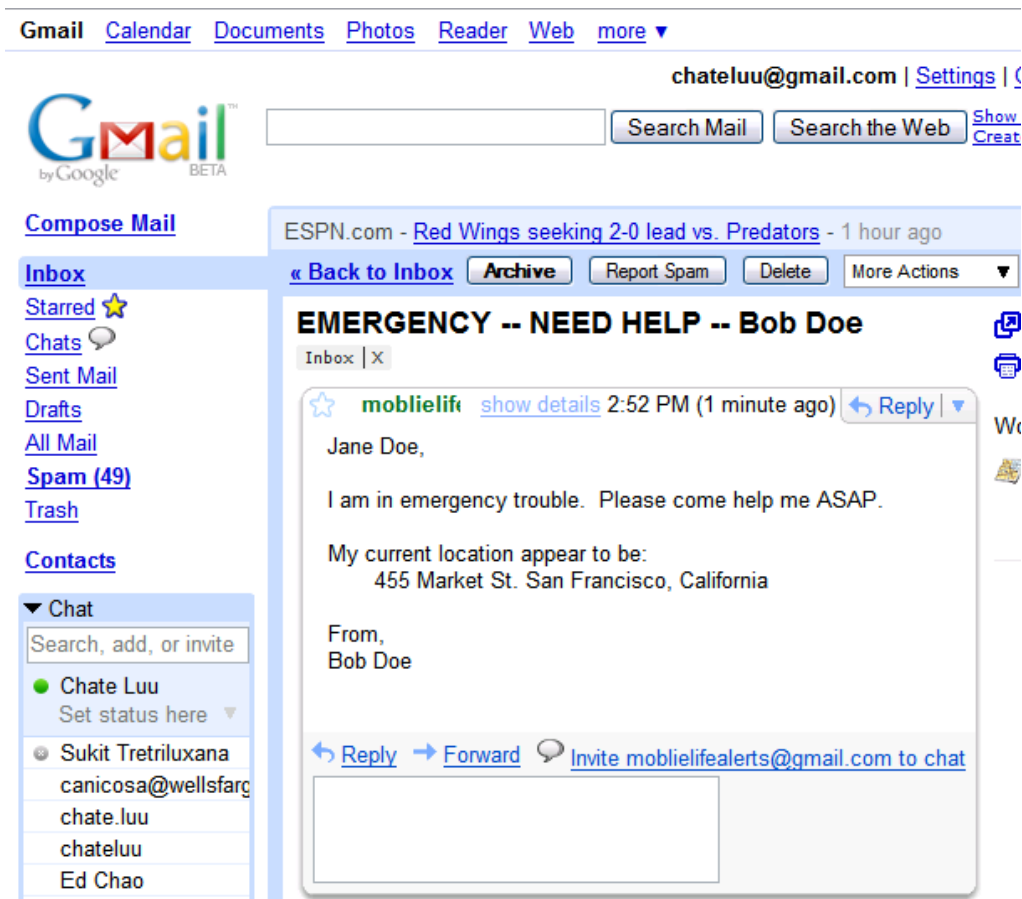 Gmail Calendar Documents Photos Reader Web more ▼
chateluu@gmail.com | Settings |
Gmail™
by Google BETA
Search Mail Search the Web
Show
Creat
Compose Mail
Inbox
Starred
Chats
Sent Mail
Drafts
All Mail
Spam (49)
Trash
Contacts
▼ Chat
Search, add, or invite
Chate Luu
Set status here ▼
Sukit Tretriluxana
canicosa@wellsfarg
chate.luu
chateluu
Ed Chao
ESPN.com - Red Wings seeking 2-0 lead vs. Predators - 1 hour ago
« Back to Inbox Archive Report Spam Delete More Actions ▼
EMERGENCY -- NEED HELP -- Bob Doe
Inbox | X
moblielife show details 2:52 PM (1 minute ago) Reply | ▼
Jane Doe,
I am in emergency trouble. Please come help me ASAP.
My current location appear to be:
455 Market St. San Francisco, California
From,
Bob Doe
Reply Forward Invite moblielifealerts@gmail.com to chat
Wo